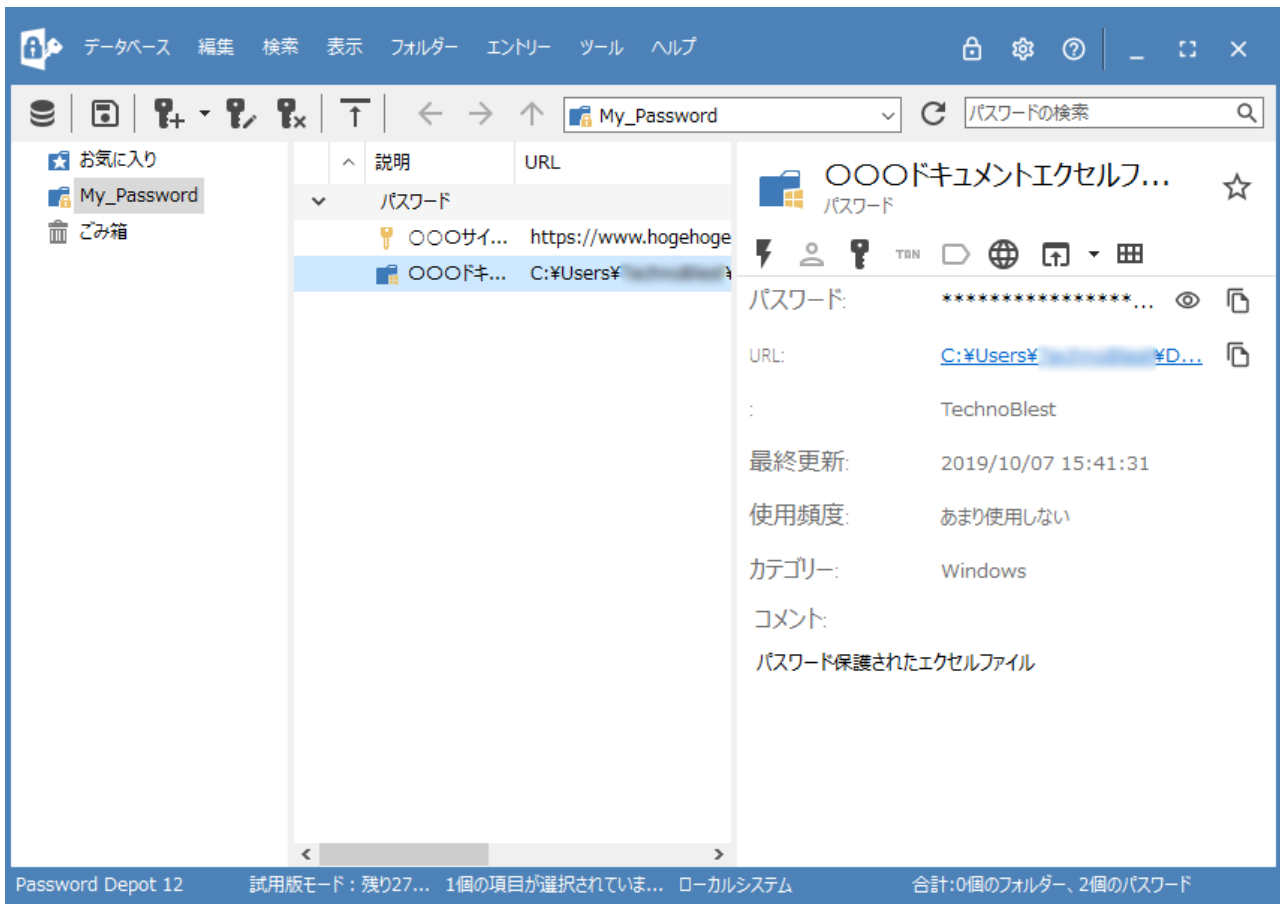 データベース 編集 検索 表示 フォルダー エントリー ツール ヘルプ
My_Password パスワードの検索
お気に入り
My_Password
ごみ箱
説明 URL
パスワード
〇〇〇サイ... https://www.hogehoge
〇〇〇ドキ... C:¥Users¥
〇〇〇ドキュメントエクセルフ...
パスワード
TAN
パスワード: ****************...
URL: C:¥Users¥ ¥D...
: TechnoBlest
最終更新: 2019/10/07 15:41:31
使用頻度: あまり使用しない
カテゴリー: Windows
コメント:
パスワード保護されたエクセルファイル
Password Depot 12 試用版モード：残り27... 1個の項目が選択されていま... ローカルシステム 合計:0個のフォルダー、2個のパスワード